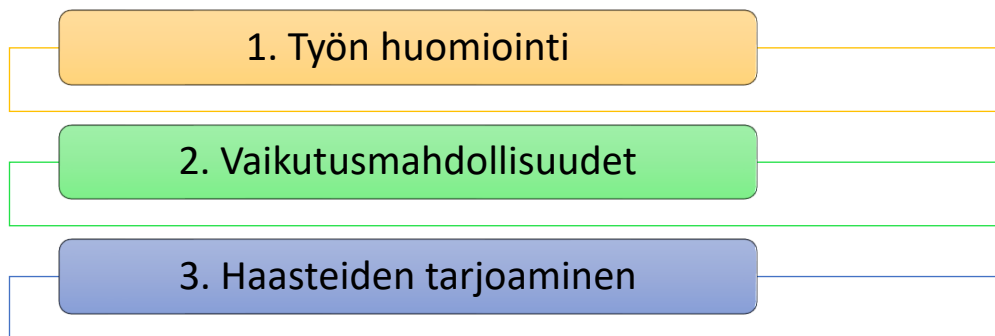 1. Työn huomiointi
2. Vaikutusmahdollisuudet
3. Haasteiden tarjoaminen